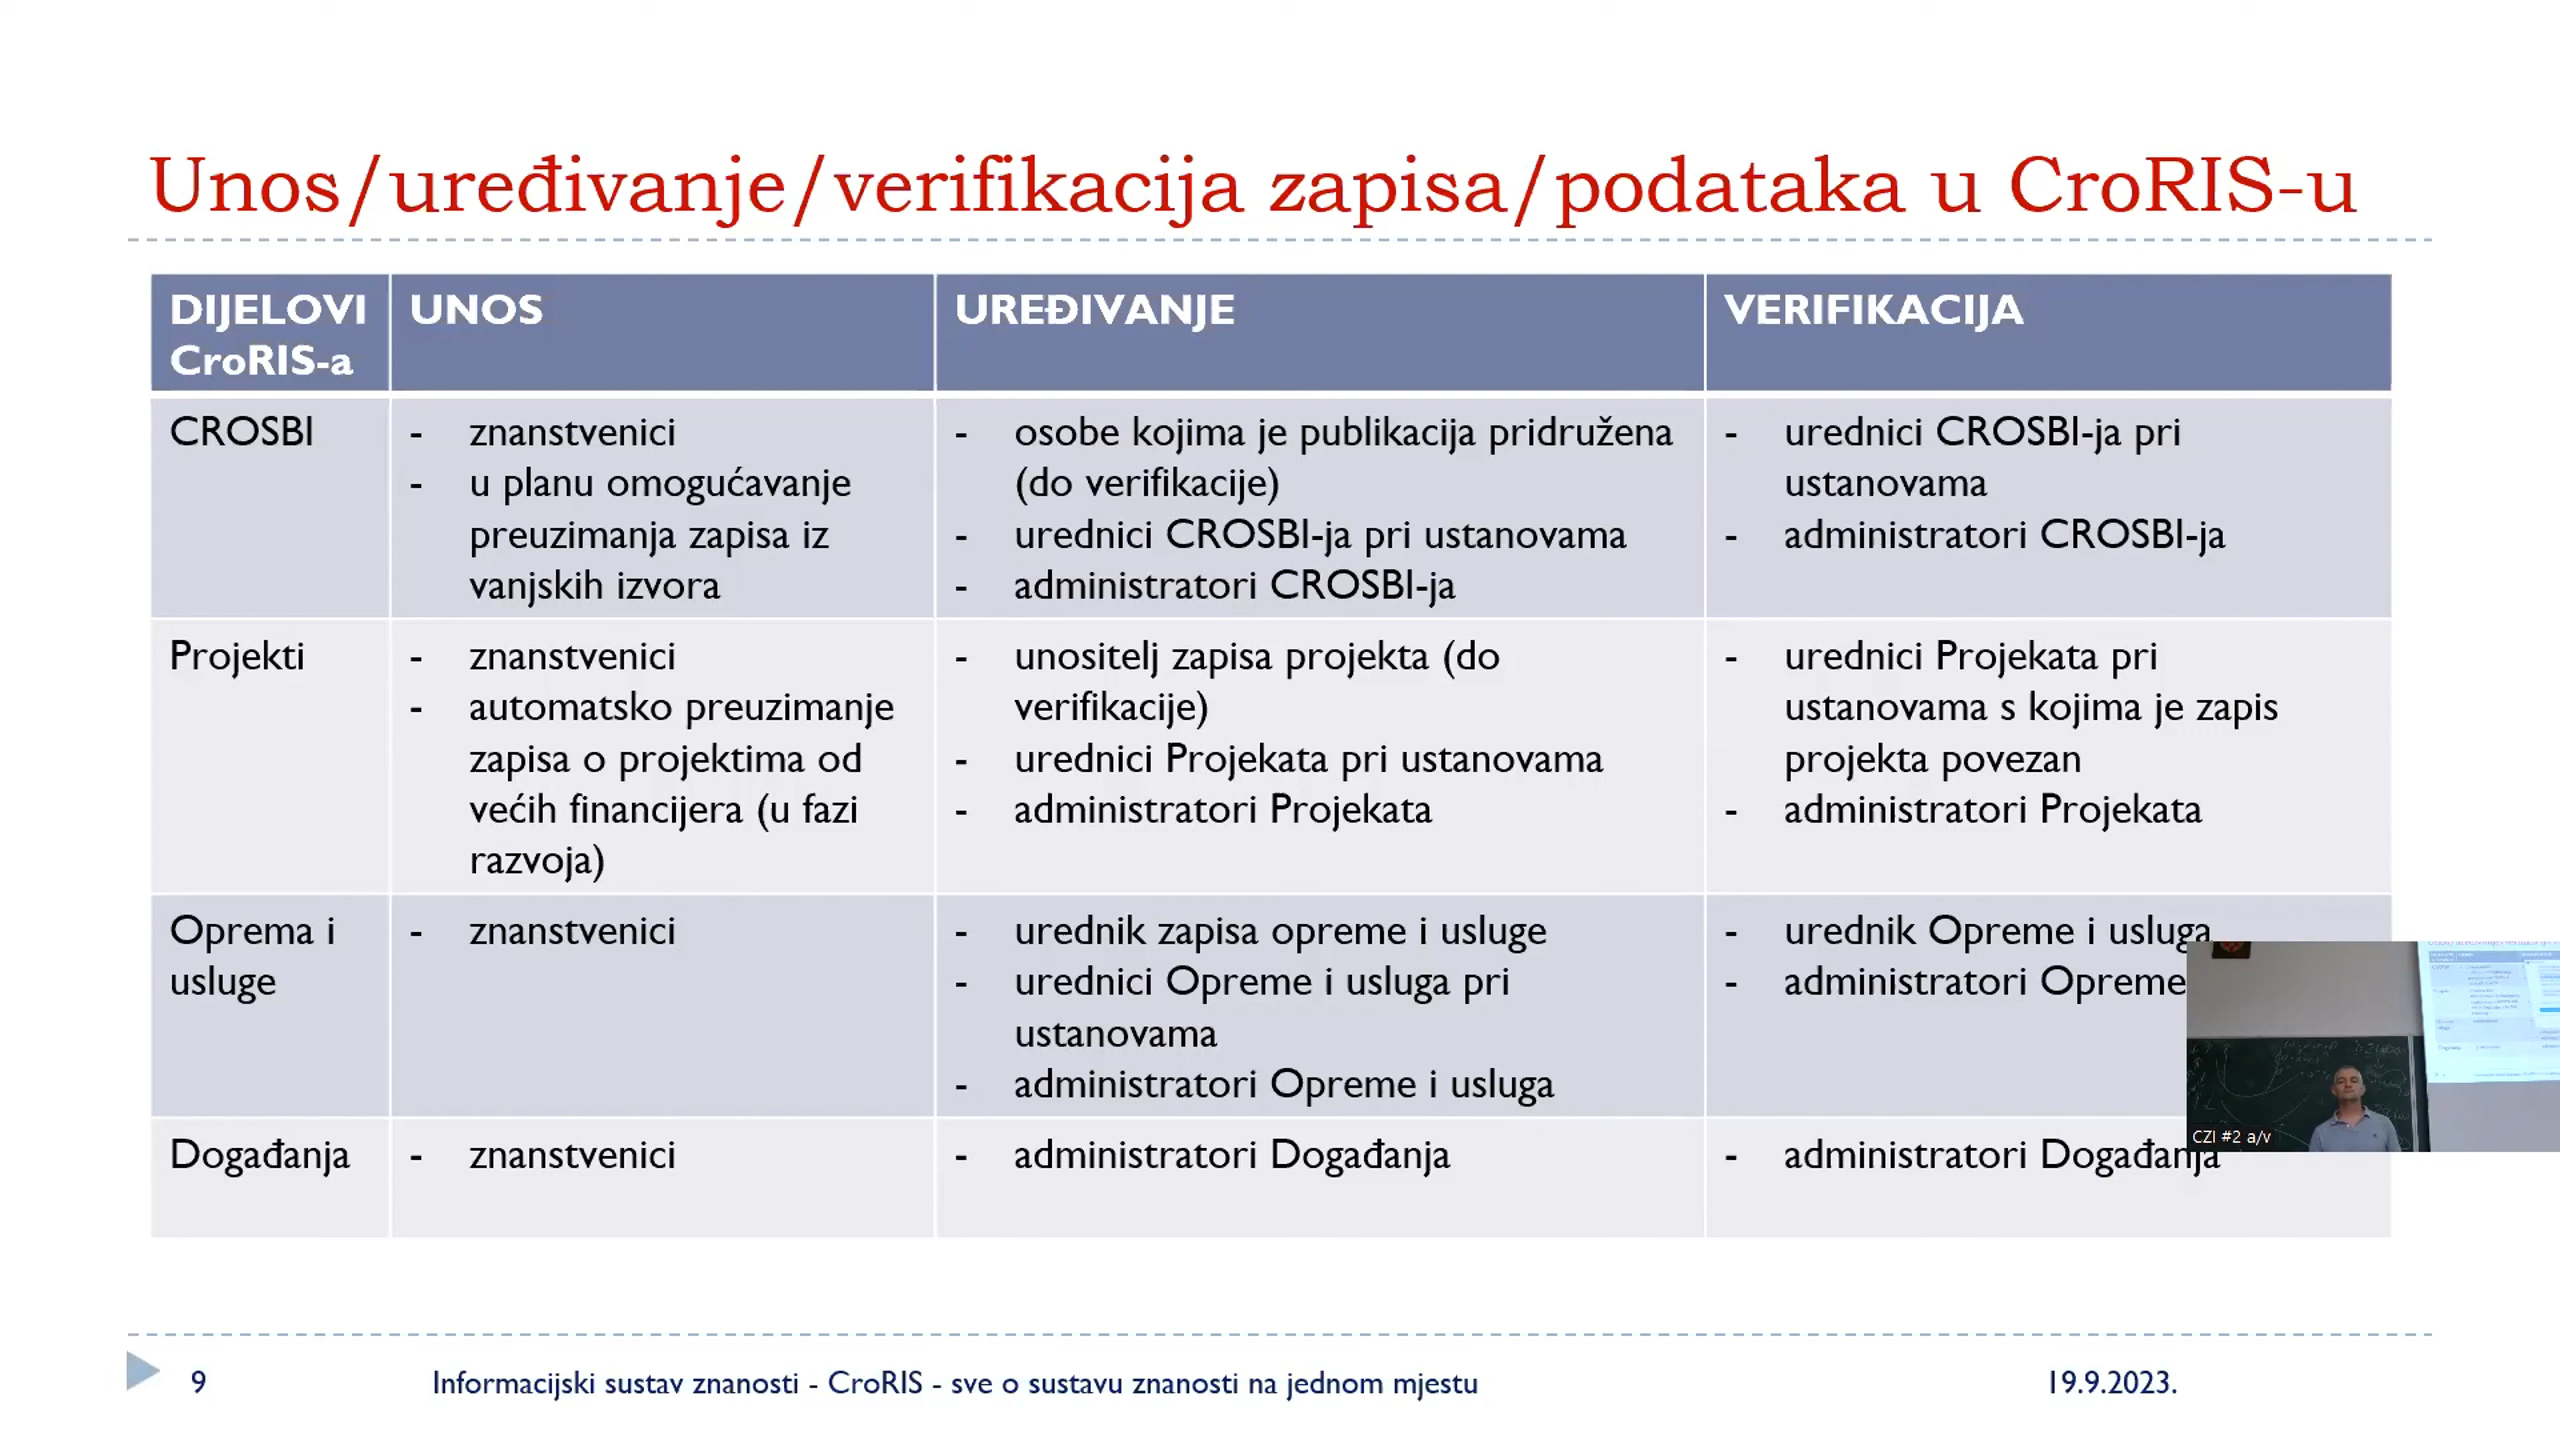 Unos/uređivanje/verifikacija zapisa/podataka u CroRIS-u
DIJELOVI
CroRIS-a
UNOS
UREĐIVANJE
VERIFIKACIJA
CROSBI
- znanstvenici
- u planu omogućavanje
preuzimanja zapisa iz
vanjskih izvora
- osobe kojima je publikacija pridružena
(do verifikacije)
- urednici CROSBI-ja pri ustanovama
- administratori CROSBI-ja
- urednici CROSBI-ja pri
ustanovama
- administratori CROSBI-ja
Projekti
- znanstvenici
- automatsko preuzimanje
zapisa o projektima od
većih financijera (u fazi
razvoja)
- unositelj zapisa projekta (do
verifikacije)
- urednici Projekata pri ustanovama
- administratori Projekata
- urednici Projekata pri
ustanovama s kojima je zapis
projekta povezan
- administratori Projekata
Oprema i
usluge
- znanstvenici
- urednik zapisa opreme i usluge
- urednici Opreme i usluga pri
ustanovama
- administratori Opreme i usluga
- urednik Opreme i usluga
- administratori Opreme
Događanja
- znanstvenici
- administratori Događanja
- administratori Događanja
CZI #2 a/v
9
Informacijski sustav znanosti - CroRIS - sve o sustavu znanosti na jednom mjestu
19.9.2023.